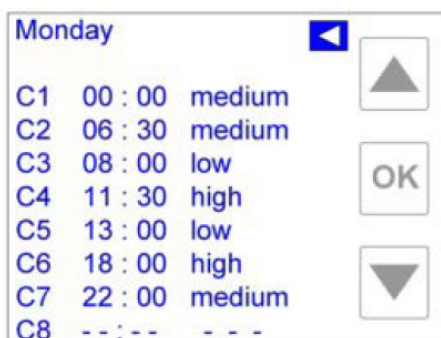 Monday
C1 00 : 00 medium
C2 06 : 30 medium
C3 08 : 00 low
C4 11 : 30 high
C5 13 : 00 low
C6 18 : 00 high
C7 22 : 00 medium
C8 - - : - - - - -
OK